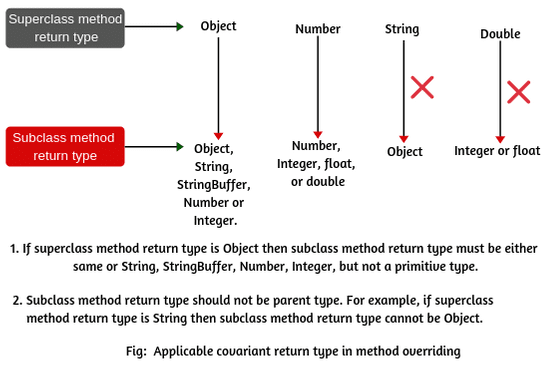 Superclass method
return type
Object
Number
String
Double
Subclass method
return type
Object,
String,
StringBuffer,
Number or
Integer.
Number,
Integer, float,
or double
Object
Integer or float
1. If superclass method return type is Object then subclass method return type must be either
same or String, StringBuffer, Number, Integer, but not a primitive type.
2. Subclass method return type should not be parent type. For example, if superclass
method return type is String then subclass method return type cannot be Object.
Fig: Applicable covariant return type in method overriding